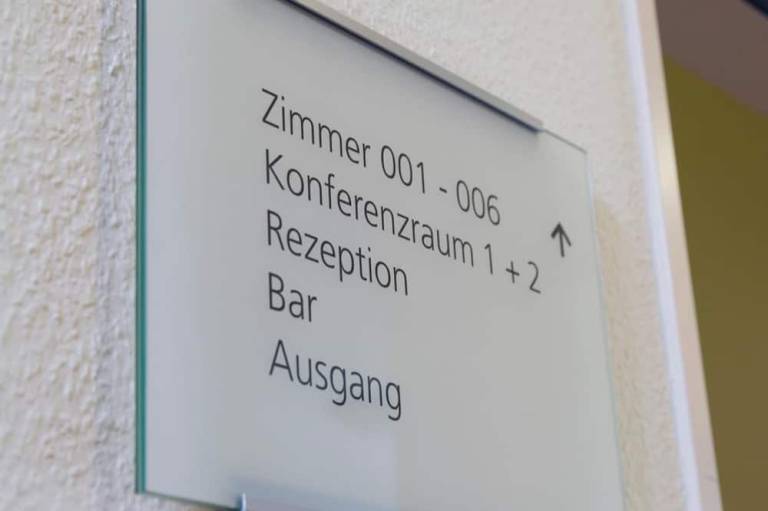 Zimmer 001 - 006
Konferenzraum 1 + 2 ↑
Rezeption
Bar
Ausgang